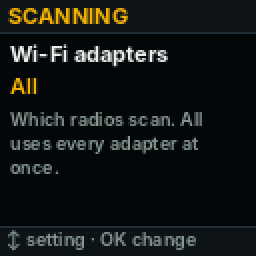 SCANNING
Wi-Fi adapters
All
Which radios scan. All
uses every adapter at
once.
↕ setting · OK change